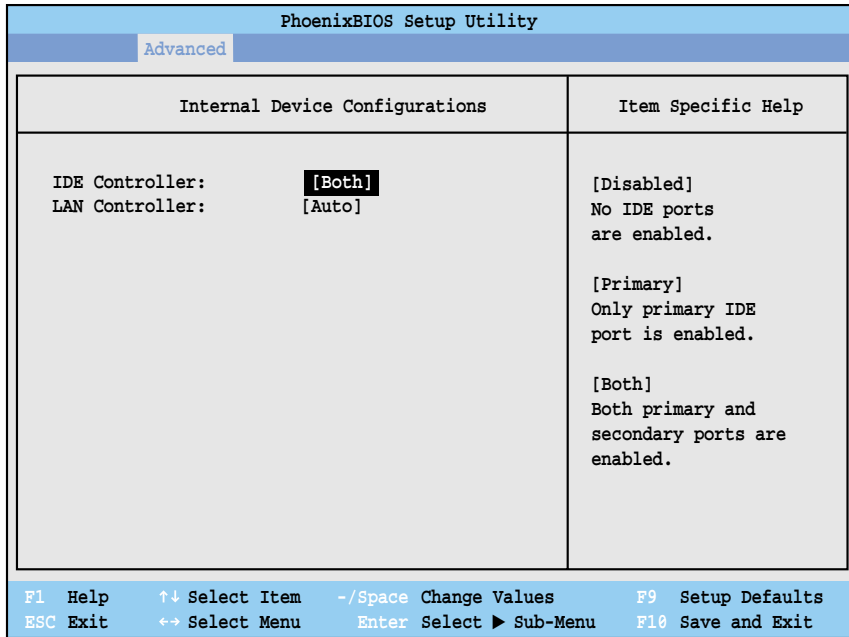 PhoenixBIOS Setup Utility
Advanced
Internal Device Configurations
Item Specific Help
IDE Controller: [Both]
LAN Controller: [Auto]
[Disabled]
No IDE ports
are enabled.
[Primary]
Only primary IDE
port is enabled.
[Both]
Both primary and
secondary ports are
enabled.
F1 Help ↑↓ Select Item -/Space Change Values F9 Setup Defaults
ESC Exit ←→ Select Menu Enter Select ▶ Sub-Menu F10 Save and Exit